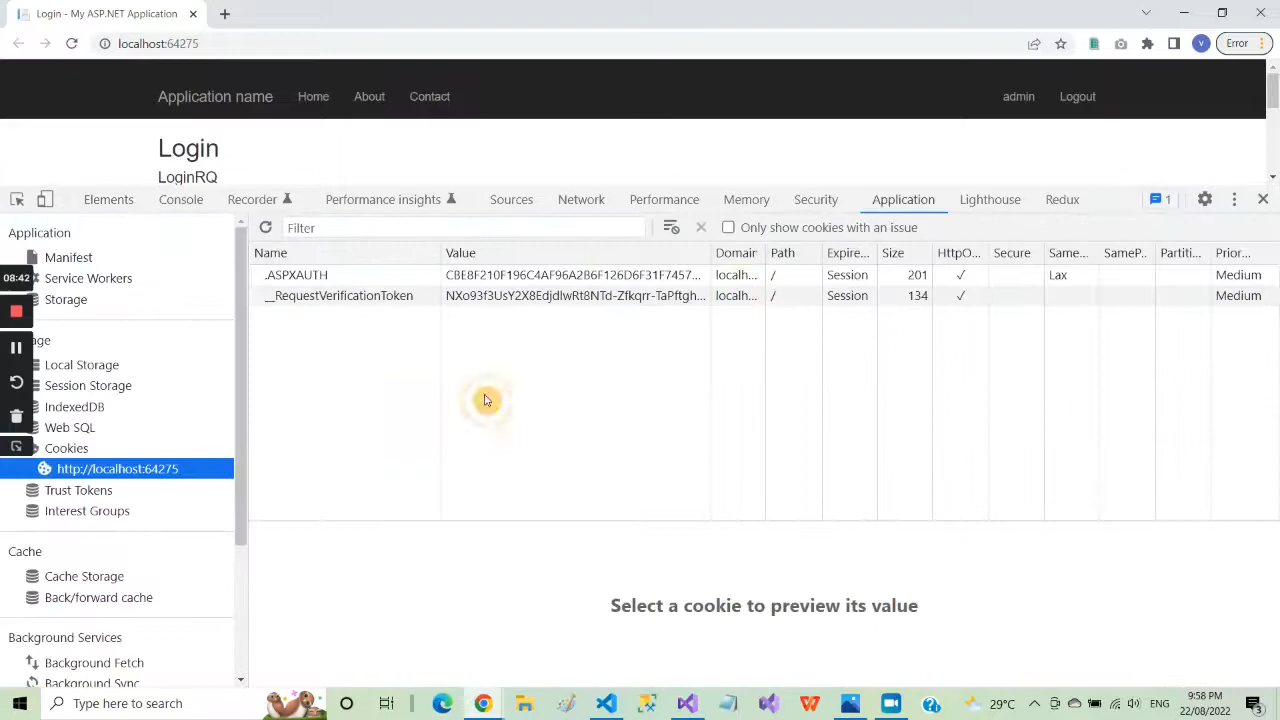 Login - My ASP.NET Application
localhost:64275
V
Error
Application name Home About Contact admin Logout
Login
LoginRQ
Elements Console Recorder Performance insights Sources Network Performance Memory Security Application Lighthouse Redux 1
Application
Manifest
Service Workers
Storage
08:42
age
Local Storage
Session Storage
IndexedDB
Web SQL
Cookies
http://localhost:64275
Trust Tokens
Interest Groups
Cache
Cache Storage
Back/forward cache
Background Services
Background Fetch
Background Sync
Filter Only show cookies with an issue
Name Value Domain Path Expire... Size HttpO... Secure Same... SameP.. Partiti... Prior...
.ASPXAUTH CBE8F210F196C4AF96A2B6F126D6F31F7457... localh... / Session 201 ✓ Lax Medium
__RequestVerificationToken NXo93f3UsY2X8EdjdlwRt8NTd-Zfkqrr-TaPftgh... localh... / Session 134 ✓ Medium
Select a cookie to preview its value
Type here to search
29°C
ENG
9:58 PM
22/08/2022
3